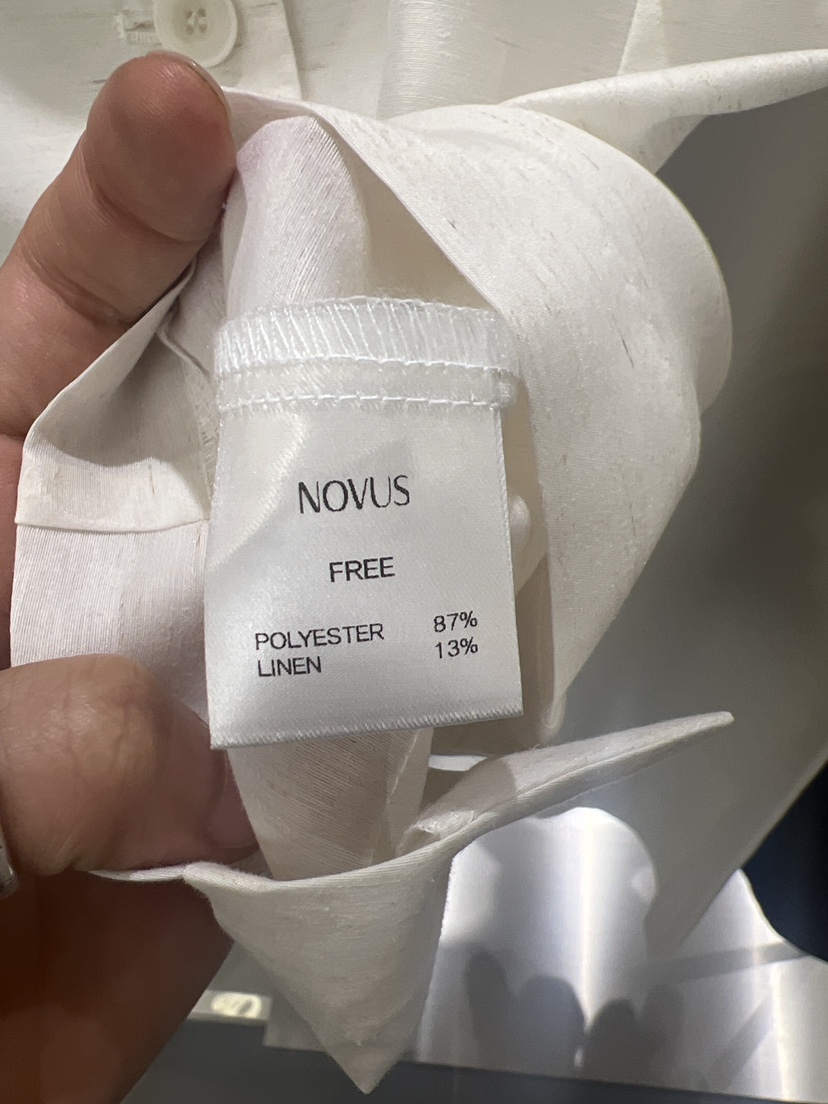 NOVUS
FREE
POLYESTER 87%
LINEN 13%